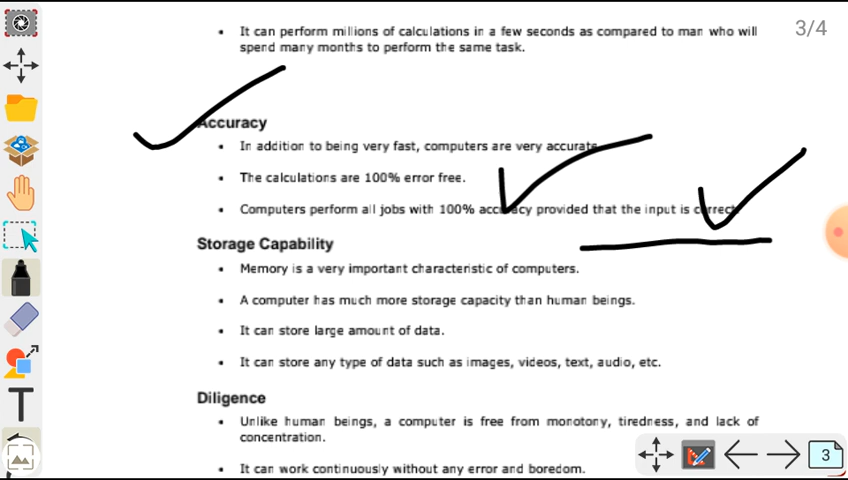 It can perform millions of calculations in a few seconds as compared to man who will
spend many months to perform the same task.
3/4
Accuracy
In addition to being very fast, computers are very accurate
The calculations are 100% error free.
Computers perform all jobs with 100% accuracy provided that the input is correct.
Storage Capability
Memory is a very important characteristic of computers.
A computer has much more storage capacity than human beings.
It can store large amount of data.
It can store any type of data such as images, videos, text, audio, etc.
Diligence
Unlike human beings, a computer is free from monotony, tiredness, and lack of
concentration.
It can work continuously without any error and boredom.
T
3